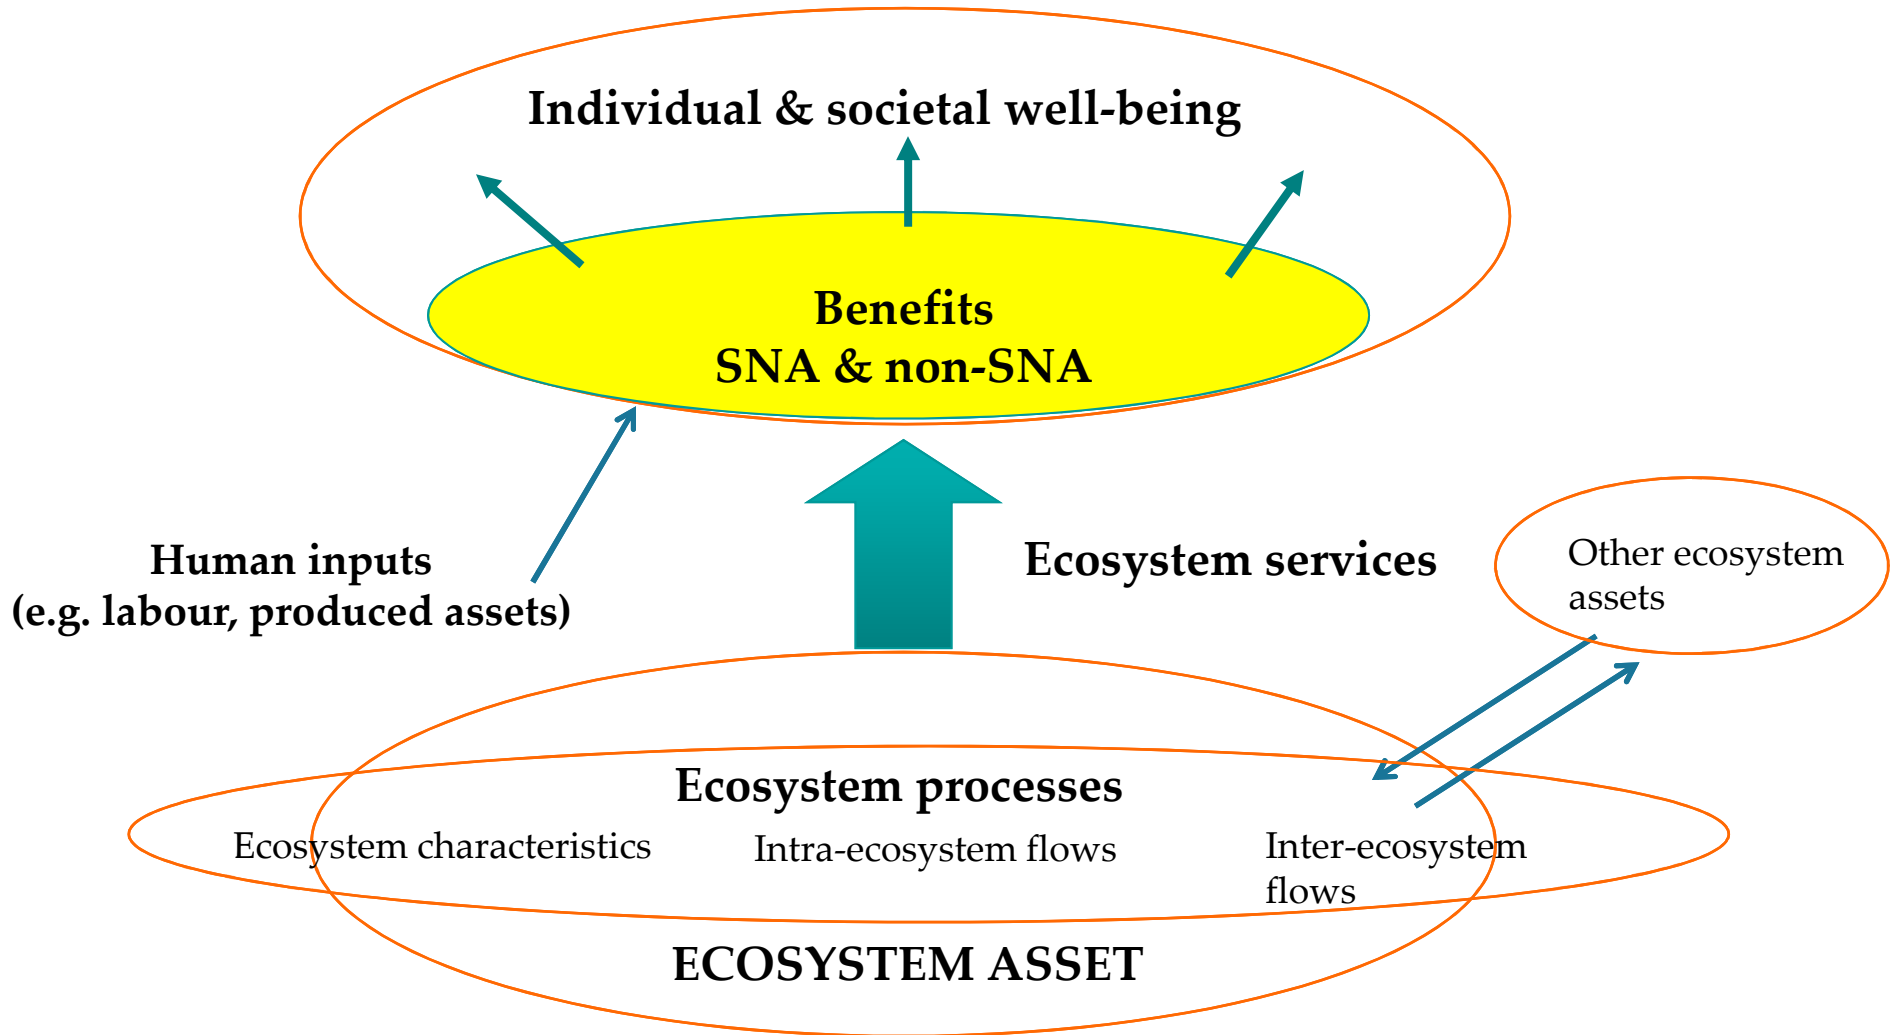 Individual & societal well-being
Benefits
SNA & non-SNA
Human inputs
(e.g. labour, produced assets)
Ecosystem services
Other ecosystem
assets
Ecosystem processes
Ecosystem characteristics
Intra-ecosystem flows
Inter-ecosystem
flows
ECOSYSTEM ASSET